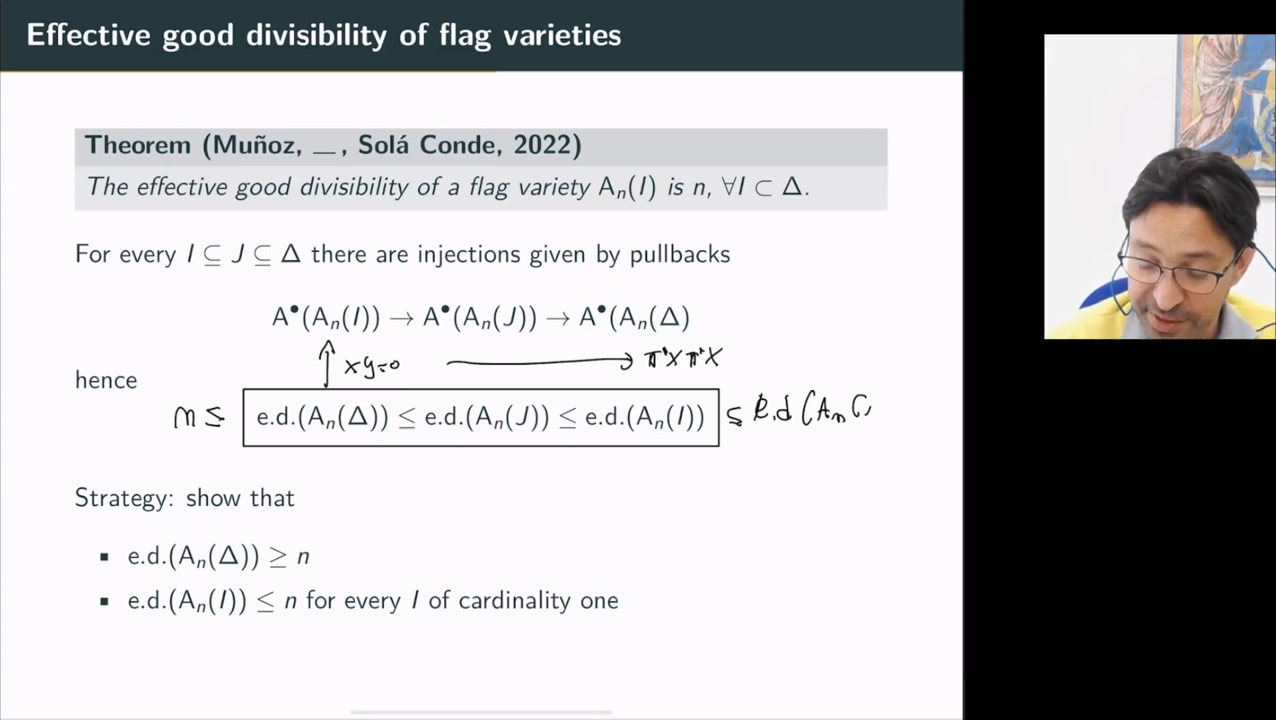 Effective good divisibility of flag varieties
Theorem (Muñoz, __, Solá Conde, 2022)
The effective good divisibility of a flag variety Aₙ(I) is n, ∀I ⊂ Δ.
For every I ⊆ J ⊆ Δ there are injections given by pullbacks
A•(Aₙ(I)) → A•(Aₙ(J)) → A•(Aₙ(Δ)
↑ xy=0 → π*x π*x
hence
n ≤ e.d.(Aₙ(Δ)) ≤ e.d.(Aₙ(J)) ≤ e.d.(Aₙ(I)) ≤ e.d(Aₙ(
Strategy: show that
▪ e.d.(Aₙ(Δ)) ≥ n
▪ e.d.(Aₙ(I)) ≤ n for every I of cardinality one